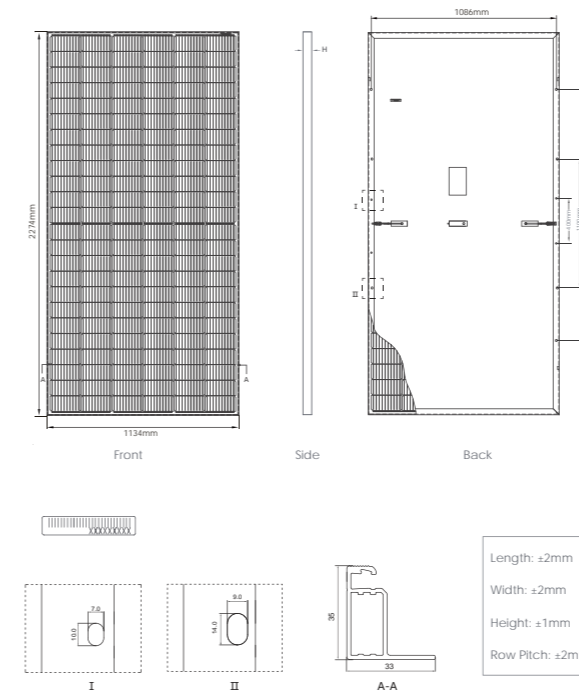 1086mm
H
2274mm
I
400mm
II
A
A
1134mm
Front
Side
Back
7.0
10.0
9.0
14.0
35
33
I
II
A-A
Length: ±2mm
Width: ±2mm
Height: ±1mm
Row Pitch: ±2m